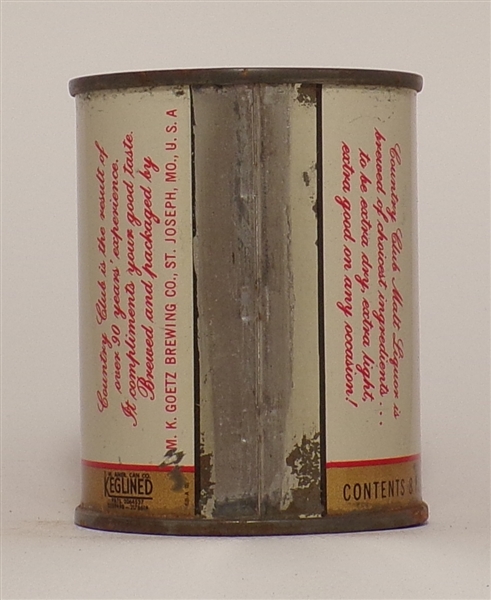 Country Club is the result of
over 90 years' experience.
It compliments your good taste.
Brewed and packaged by
M. K. GOETZ BREWING CO., ST. JOSEPH, MO., U. S. A
Country Club Malt Liquor is
brewed of choicest ingredients...
to be extra dry, extra light,
extra good on any occasion!
KEGLINED
CONTENTS 8